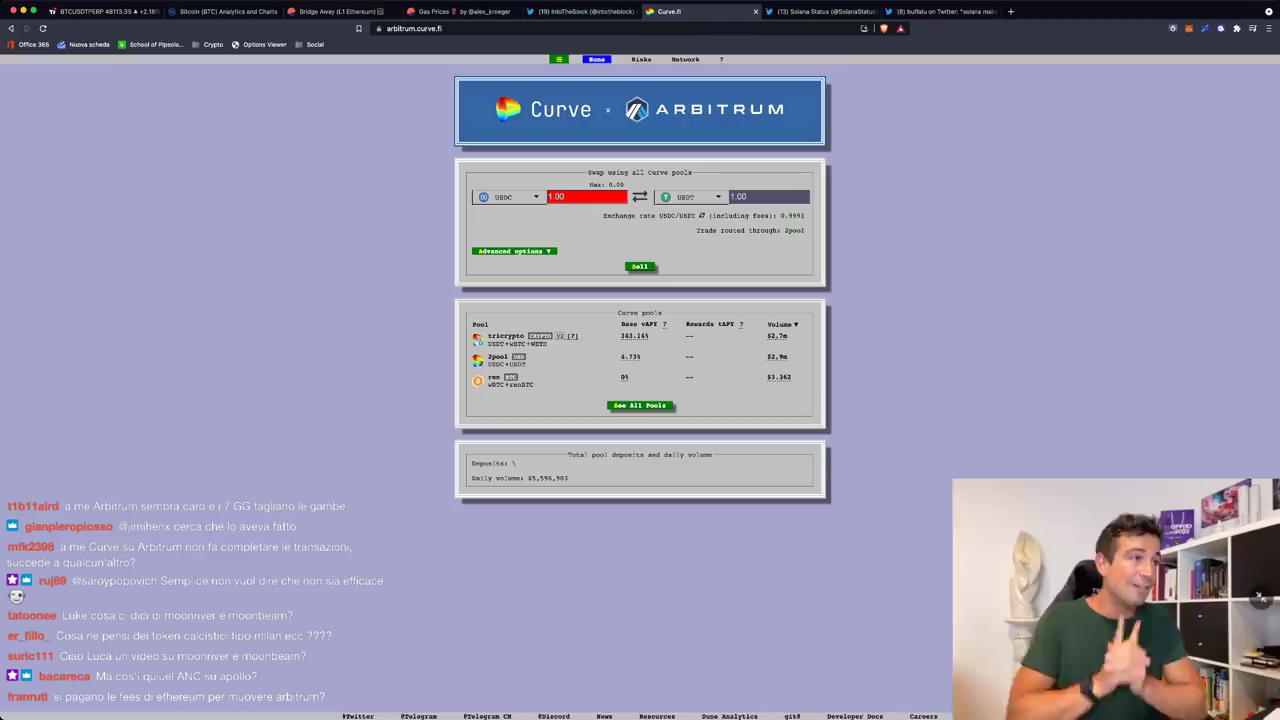 BTCUSDTPERP 48113.95 ▲ +2.18%
Bitcoin (BTC) Analytics and Charts
Bridge Away (L1 Ethereum)
Gas Prices by @alex_kroeger
(19) IntoTheBlock (@intotheblock)
Curve.fi
(13) Solana Status (@SolanaStatus
(8) buffalu on Twitter: "solana mak
arbitrum.curve.fi
Office 365
Nuova scheda
School of Pipsolo...
Crypto
Options Viewer
Social
Home Risks Network ?
Curve × ARBITRUM
Swap using all Curve pools
Max: 0.00
USDC 1.00 USDT 1.00
Exchange rate USDC/USDT (including fees): 0.9991
Trade routed through: 2pool
Advanced options ▼
Sell
Curve pools
Pool Base vAPY ? Rewards tAPY ? Volume ▼
tricrypto V2 [?] 343.14% -- $2,7m
USDT+wBTC+WETH
2pool USD 4.73% -- $2,9m
USDC+USDT
ren BTC 0% -- $3.362
wBTC+renBTC
See All Pools
Total pool deposits and daily volume
Deposits: \
Daily volume: $5,596,903
t1b11aird a me Arbitrum sembra caro e i 7 GG tagliano le gambe
gianpieropiosso @jimihenx cerca che lo aveva fatto
mfk2398 a me Curve su Arbitrum non fa completare le transazioni,
succede a qualcun'altro?
ruj89 @saroypopovich Semplice non vuol dire che non sia efficace
tatoonee Luke cosa ci dici di moonriver e moonbeam?
er_fillo_ Cosa ne pensi dei token calcistici tipo milan ecc ????
suric111 Ciao Luca un video su moonriver e moonbeam?
bacareca Ma cos'i quiuel ANC su apollo?
franruti si pagano le fees di ethereum per muovere arbitrum?
@Twitter @Telegram @Telegram CN @Discord News Resources Dune Analytics git@ Developer Docs Careers